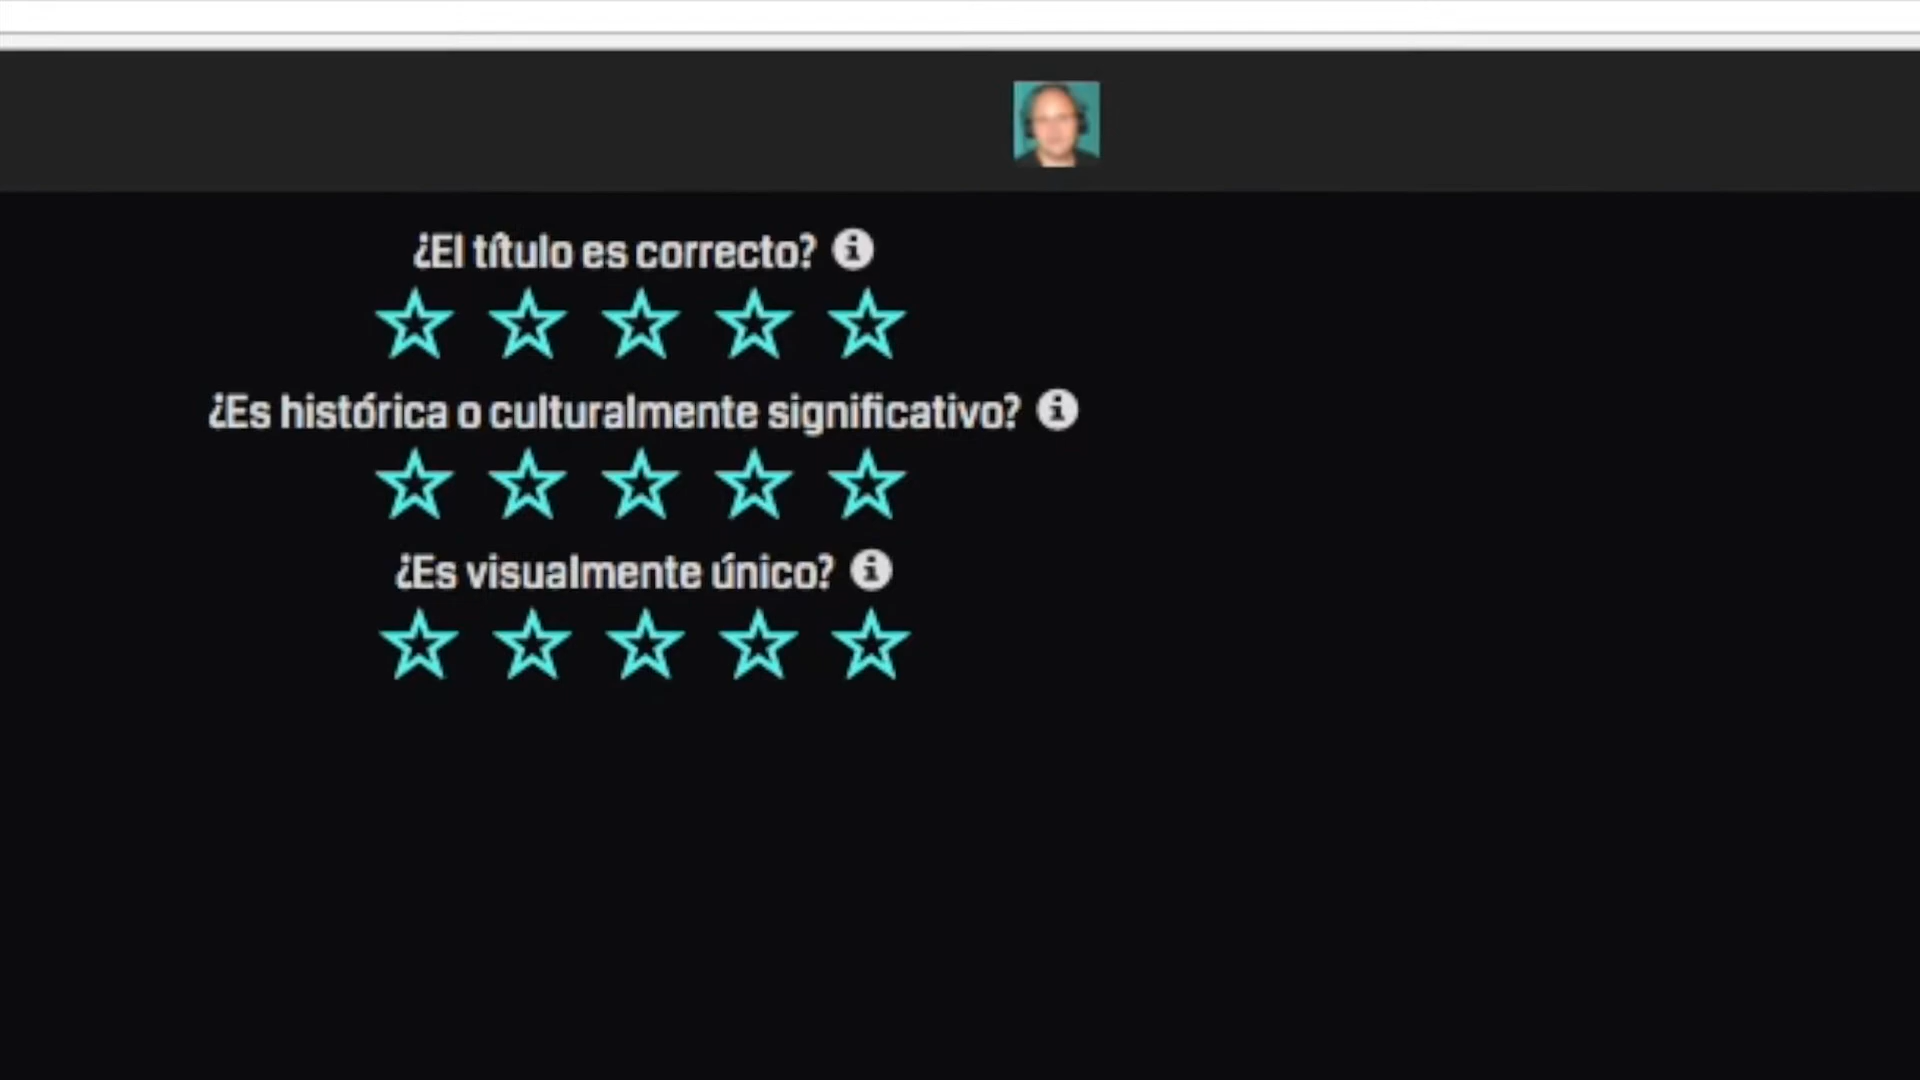 ¿El título es correcto?
¿Es histórica o culturalmente significativo?
¿Es visualmente único?